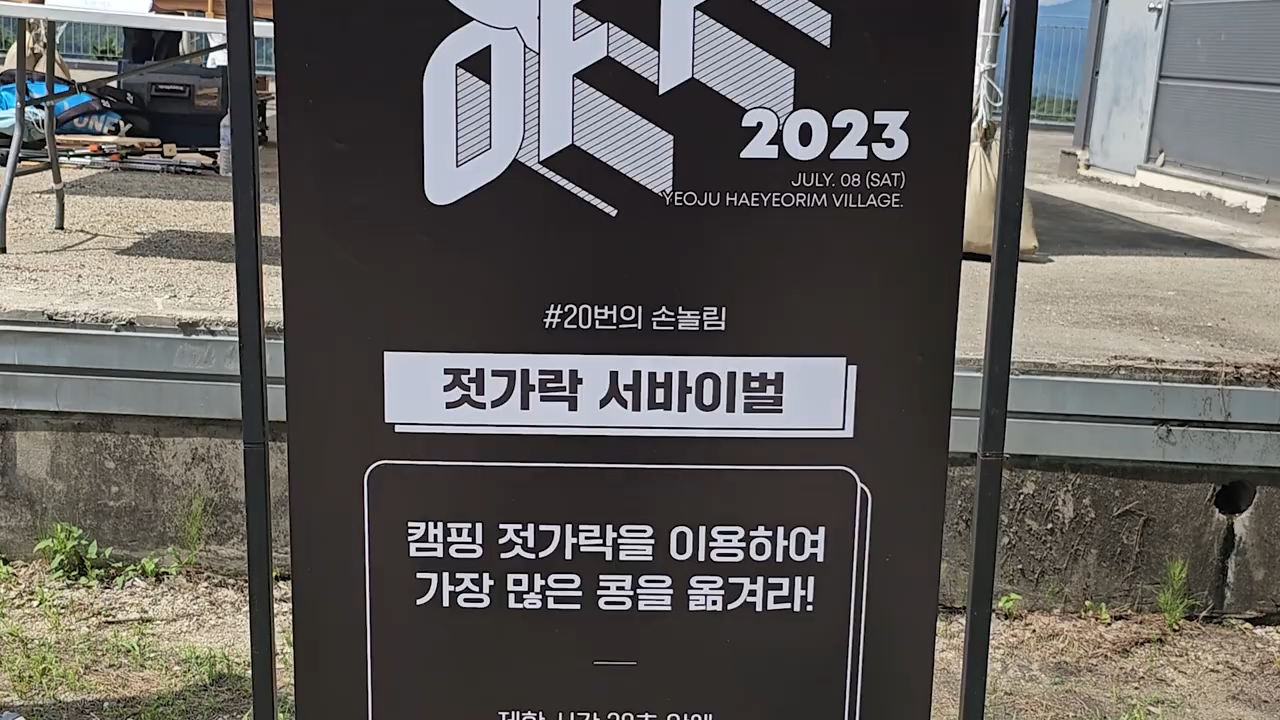 2023
JULY. 08 (SAT)
YEOJU HAEYEORIM VILLAGE.
#20번의 손놀림
젓가락 서바이벌
캠핑 젓가락을 이용하여
가장 많은 콩을 옮겨라!